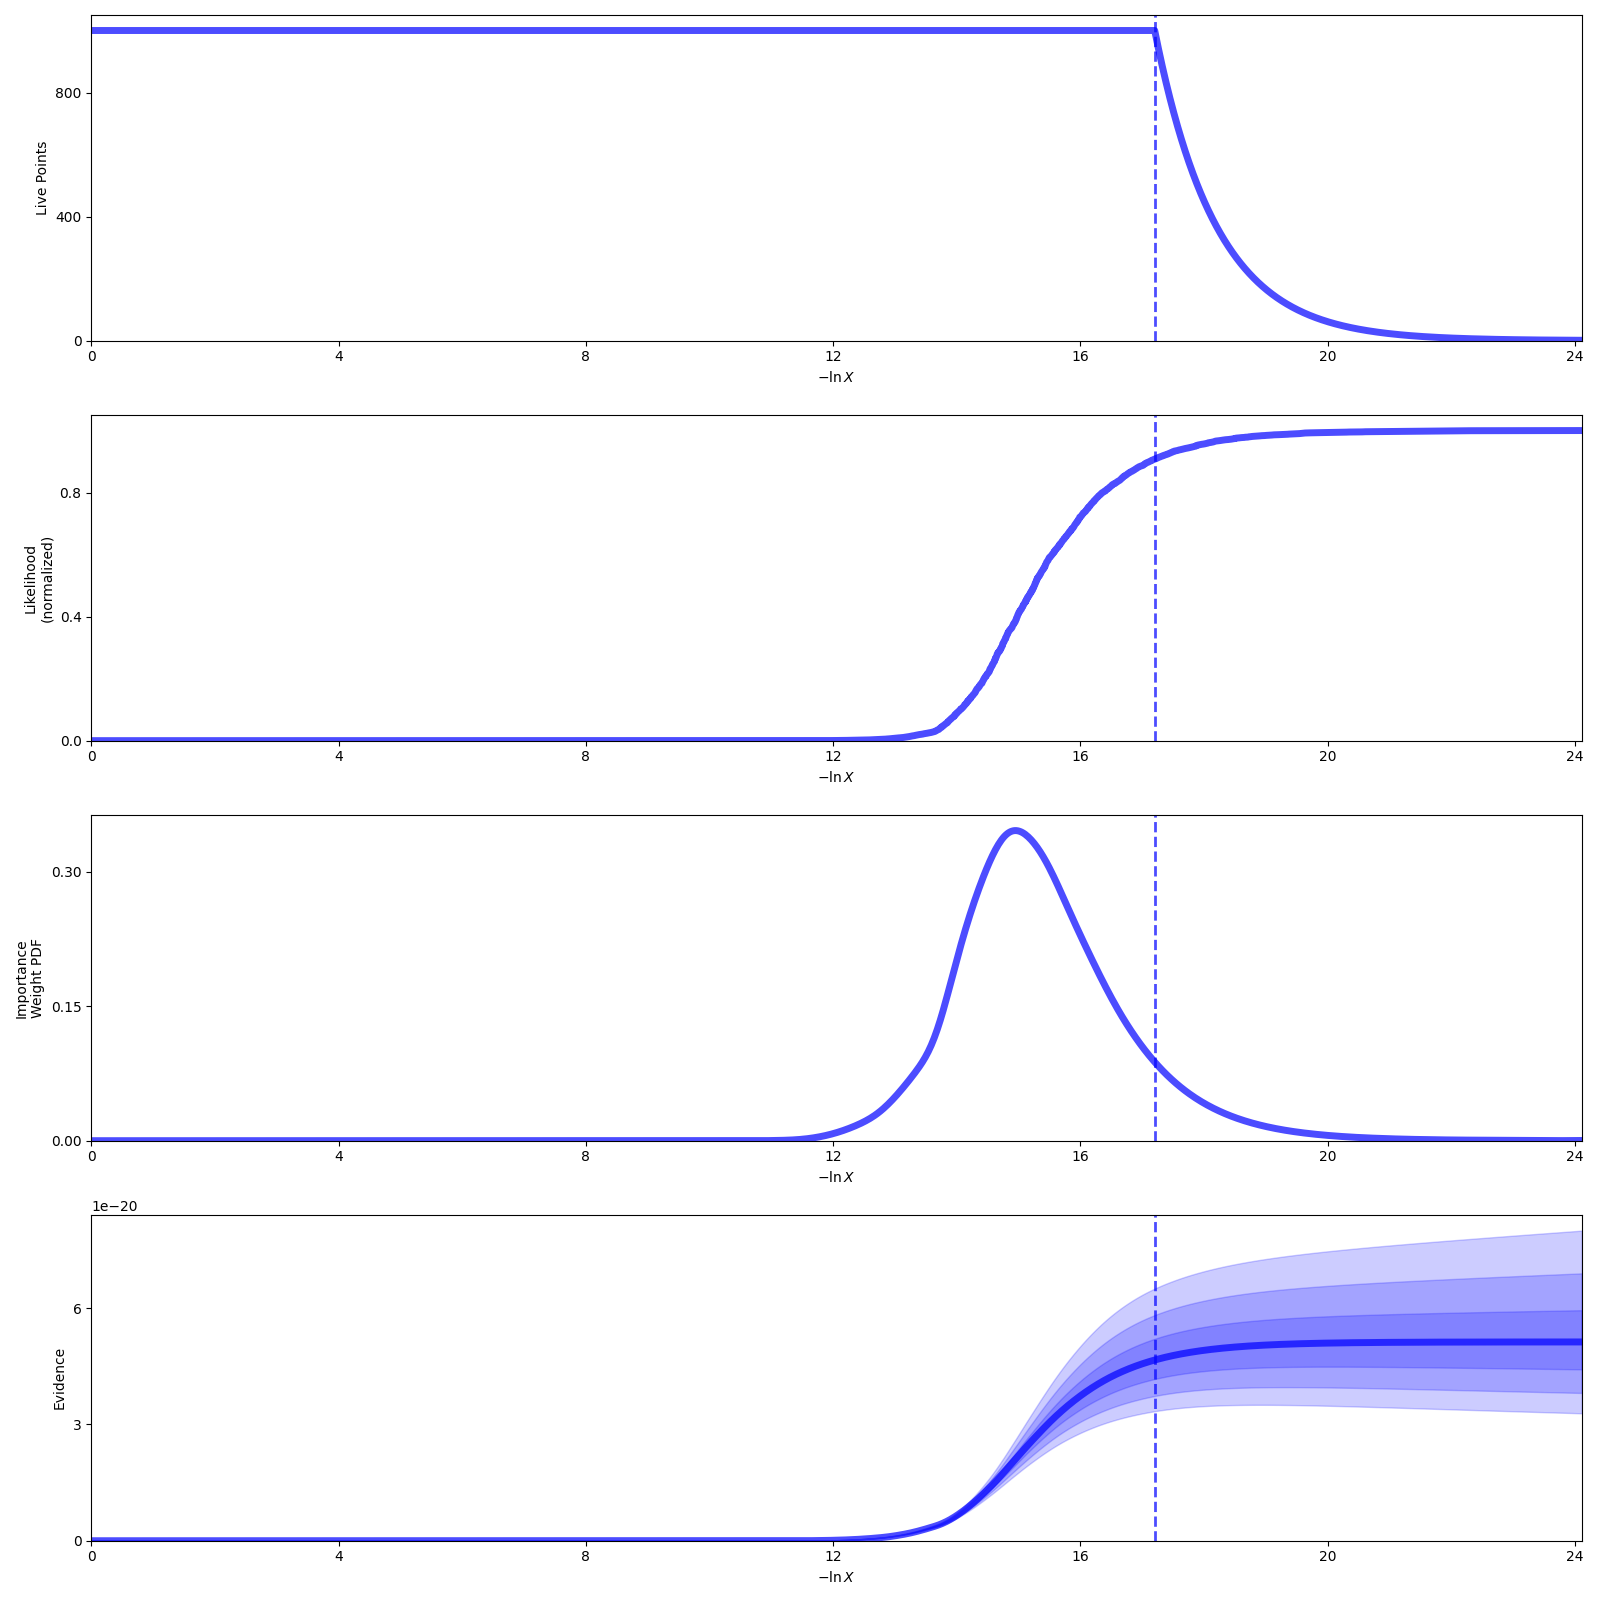 800
400
0
Live Points
0 4 8 12 16 20 24
−ln X
0.8
0.4
0.0
Likelihood
(normalized)
0 4 8 12 16 20 24
−ln X
0.30
0.15
0.00
Importance
Weight PDF
0 4 8 12 16 20 24
−ln X
1e−20
6
3
0
Evidence
0 4 8 12 16 20 24
−ln X